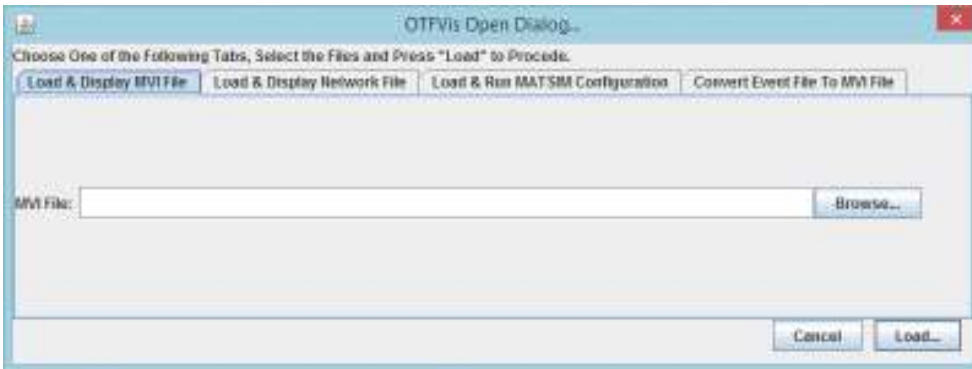 OTFVis Open Dialog...
Choose One of the Following Tabs, Select the Files and Press "Load" to Procede.
Load & Display MVI File Load & Display Network File Load & Run MATSIM Configuration Convert Event File To MVI File
MVI File: Browse...
Cancel Load...